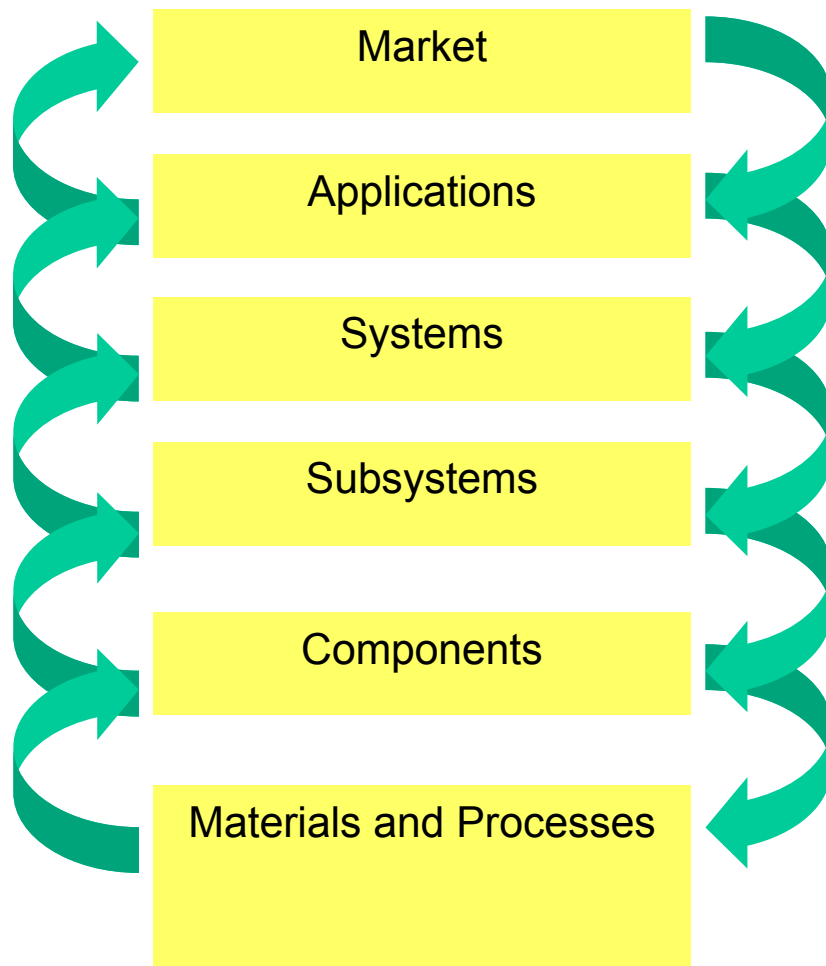 Market
Applications
Systems
Subsystems
Components
Materials and Processes